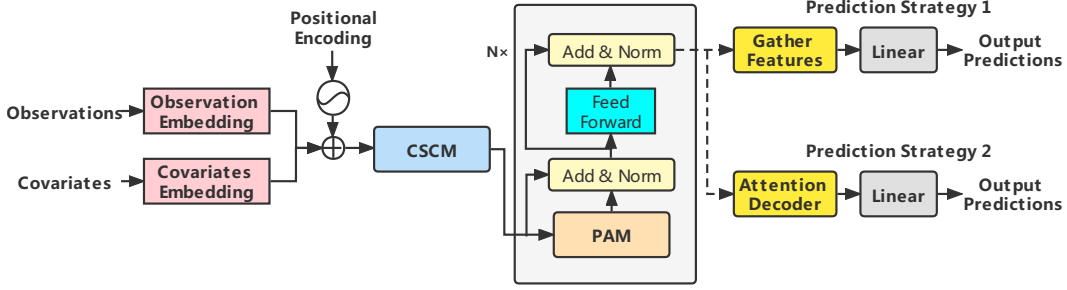 Positional
Encoding
Observations
Observation
Embedding
Covariates
Covariates
Embedding
CSCM
N×
Add & Norm
Feed
Forward
Add & Norm
PAM
Prediction Strategy 1
Gather
Features
Linear
Output
Predictions
Prediction Strategy 2
Attention
Decoder
Linear
Output
Predictions